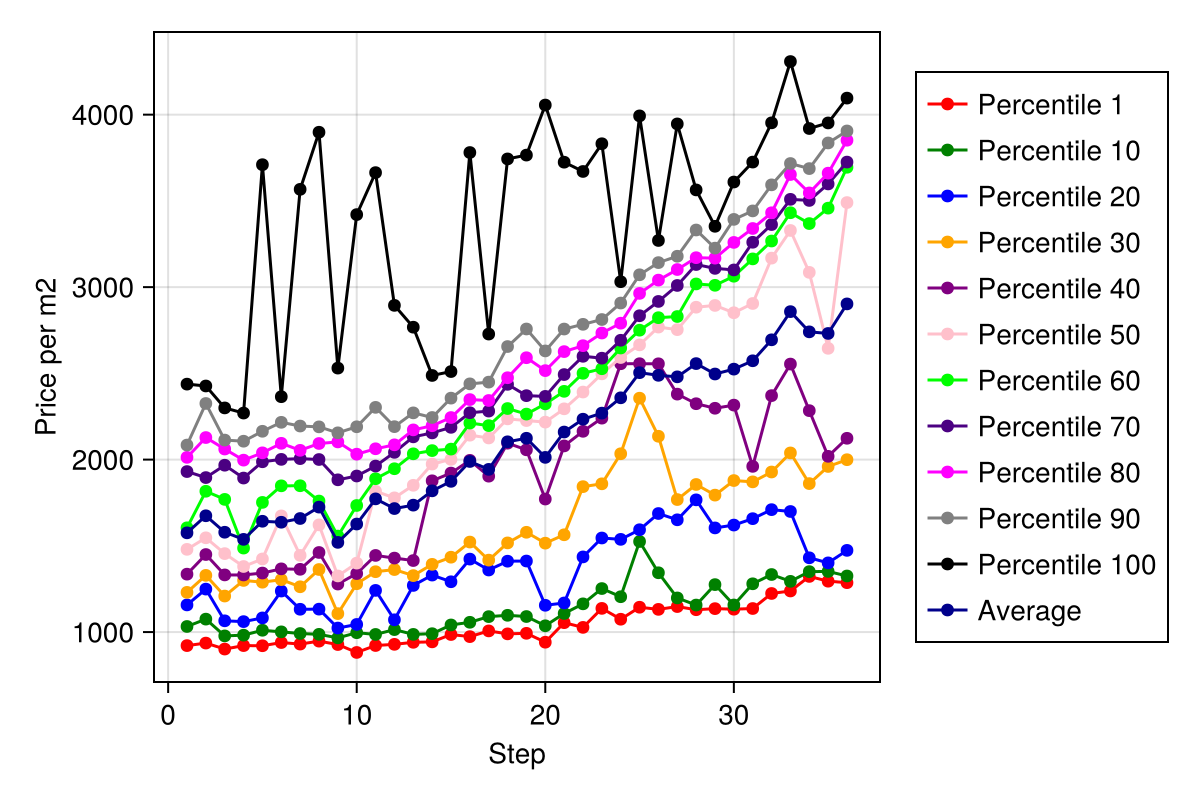 4000
3000
2000
1000
Price per m2
0 10 20 30
Step
Percentile 1
Percentile 10
Percentile 20
Percentile 30
Percentile 40
Percentile 50
Percentile 60
Percentile 70
Percentile 80
Percentile 90
Percentile 100
Average